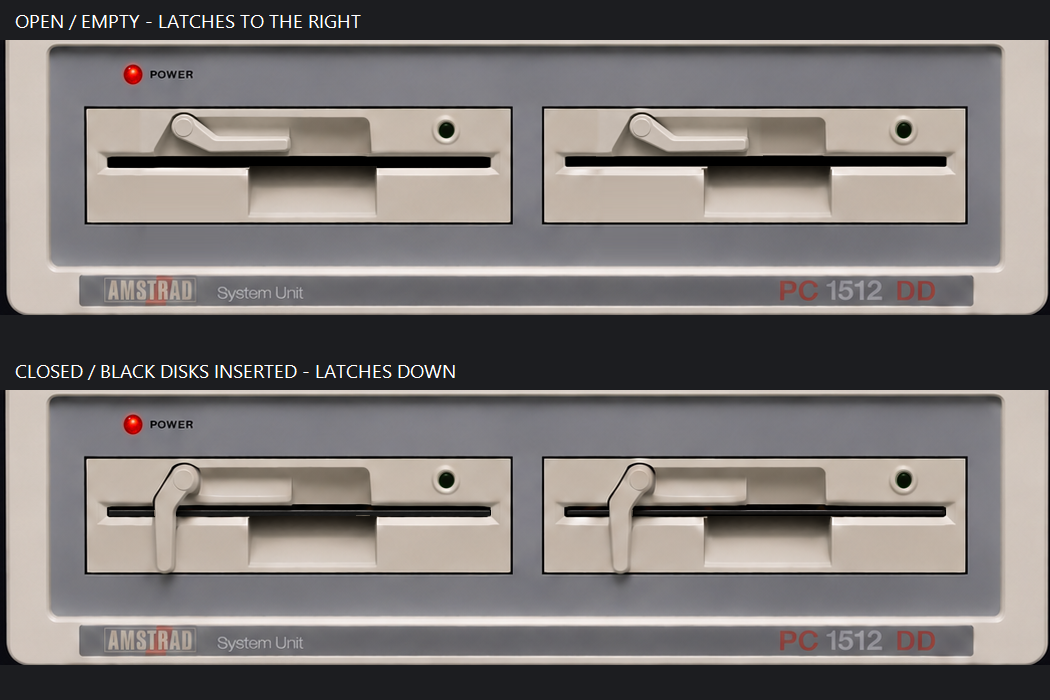 OPEN / EMPTY - LATCHES TO THE RIGHT
POWER
AMSTRAD System Unit PC 1512 DD
CLOSED / BLACK DISKS INSERTED - LATCHES DOWN
POWER
AMSTRAD System Unit PC 1512 DD